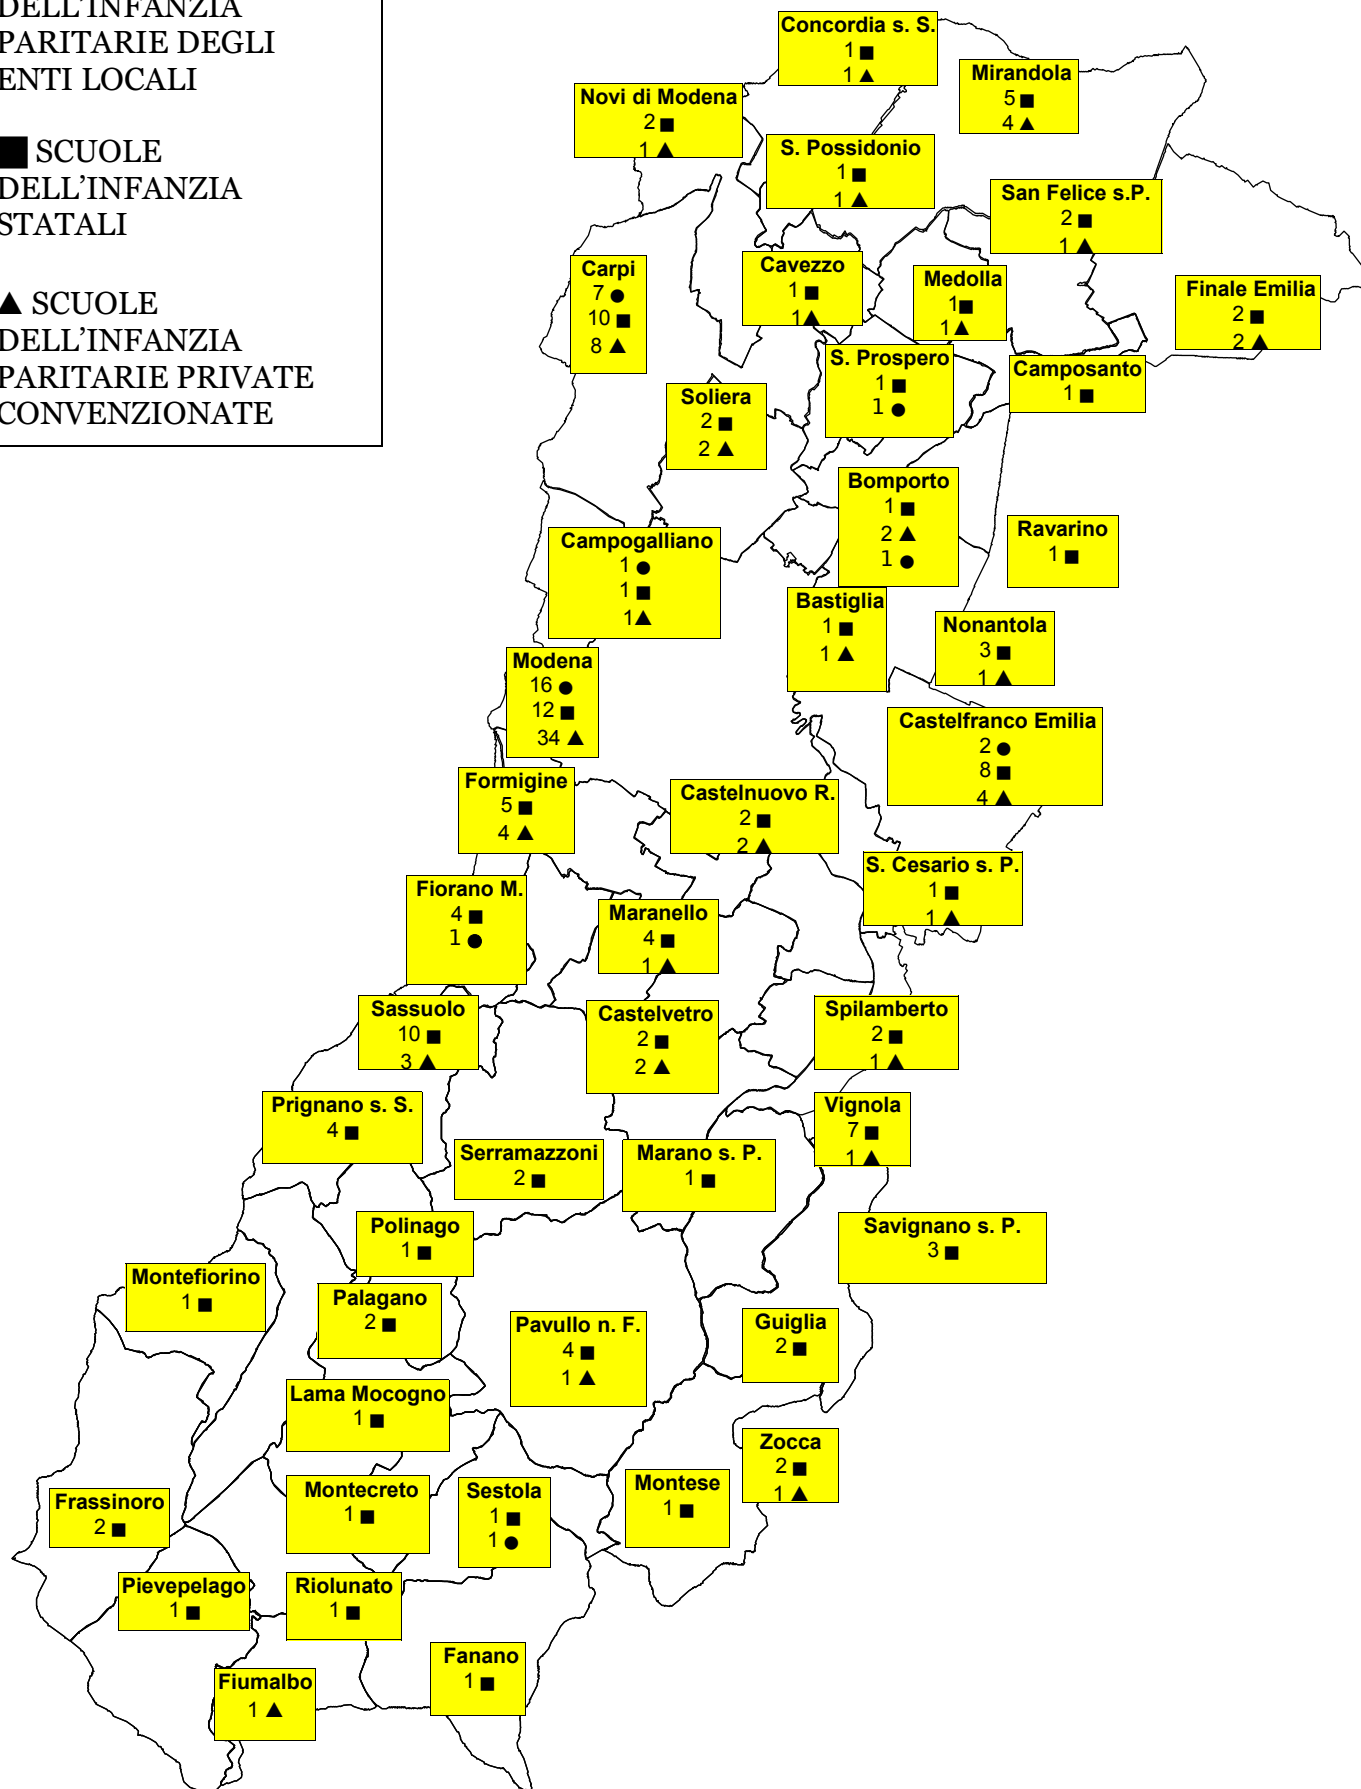 DELL'INFANZIA
PARITARIE DEGLI
ENTI LOCALI
■ SCUOLE
DELL'INFANZIA
STATALI
▲ SCUOLE
DELL'INFANZIA
PARITARIE PRIVATE
CONVENZIONATE
Concordia s. S.
1 ■
1 ▲
Mirandola
5 ■
4 ▲
Novi di Modena
2 ■
1 ▲
S. Possidonio
1 ■
1 ▲
San Felice s.P.
2 ■
1 ▲
Carpi
7 ●
10 ■
8 ▲
Cavezzo
1 ■
1 ▲
Medolla
1 ■
1 ▲
Finale Emilia
2 ■
2 ▲
S. Prospero
1 ■
1 ●
Camposanto
1 ■
Soliera
2 ■
2 ▲
Bomporto
1 ■
2 ▲
1 ●
Ravarino
1 ■
Campogalliano
1 ●
1 ■
1 ▲
Bastiglia
1 ■
1 ▲
Nonantola
3 ■
1 ▲
Modena
16 ●
12 ■
34 ▲
Castelfranco Emilia
2 ●
8 ■
4 ▲
Formigine
5 ■
4 ▲
Castelnuovo R.
2 ■
2 ▲
S. Cesario s. P.
1 ■
1 ▲
Fiorano M.
4 ■
1 ●
Maranello
4 ■
1 ▲
Sassuolo
10 ■
3 ▲
Castelvetro
2 ■
2 ▲
Spilamberto
2 ■
1 ▲
Prignano s. S.
4 ■
Vignola
7 ■
1 ▲
Serramazzoni
2 ■
Marano s. P.
1 ■
Polinago
1 ■
Savignano s. P.
3 ■
Montefiorino
1 ■
Palagano
2 ■
Pavullo n. F.
4 ■
1 ▲
Guiglia
2 ■
Lama Mocogno
1 ■
Zocca
2 ■
1 ▲
Frassinoro
2 ■
Montecreto
1 ■
Sestola
1 ■
1 ●
Montese
1 ■
Pievepelago
1 ■
Riolunato
1 ■
Fanano
1 ■
Fiumalbo
1 ▲